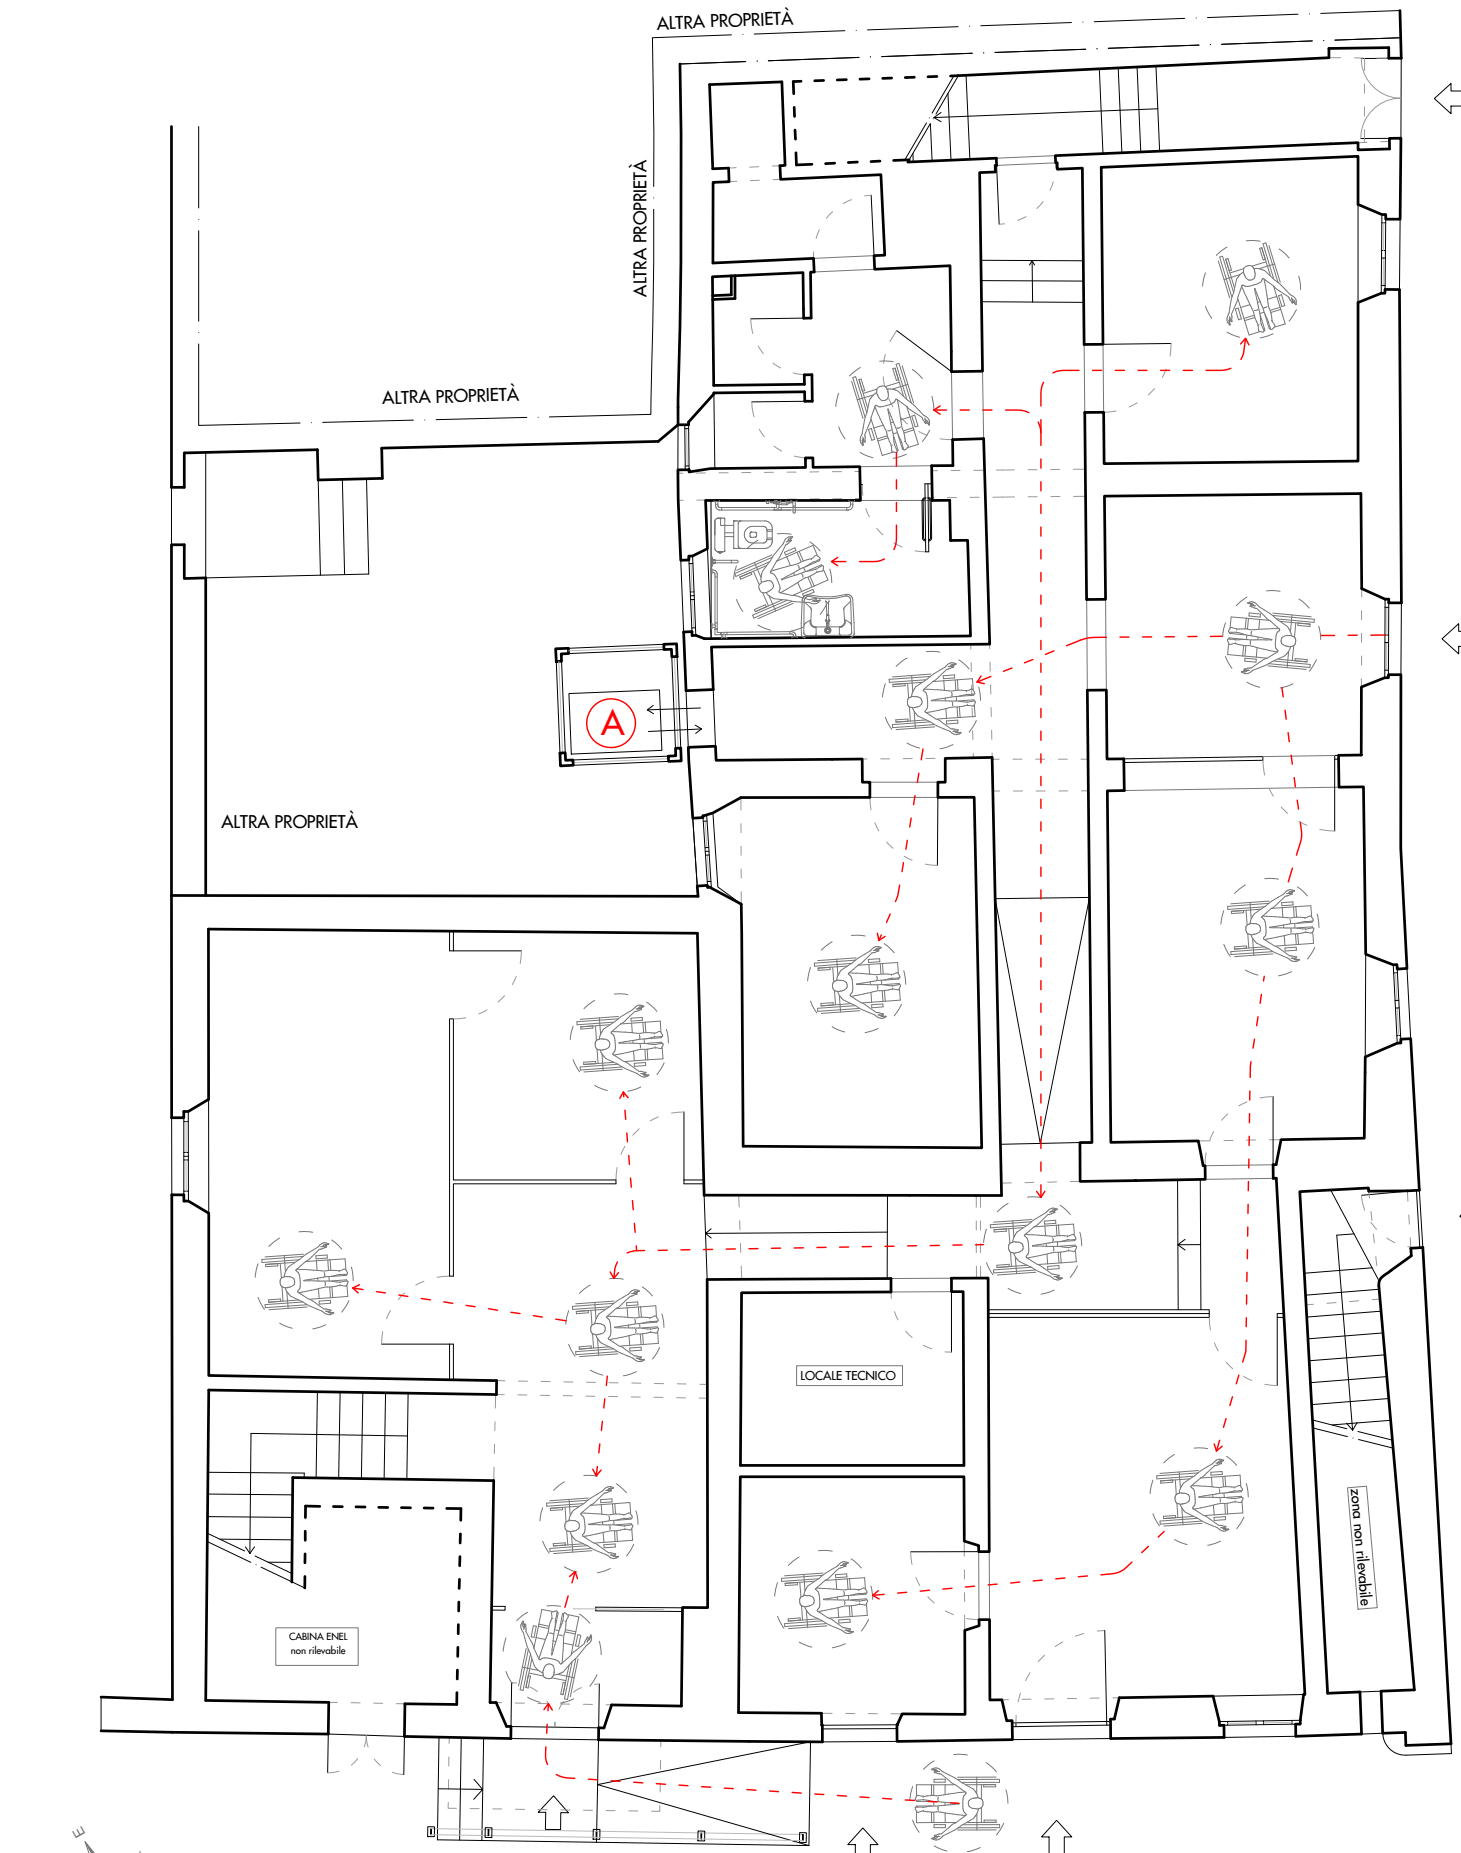 ALTRA PROPRIETÀ
ALTRA PROPRIETÀ
ALTRA PROPRIETÀ
A
ALTRA PROPRIETÀ
LOCALE TECNICO
zona non rilevabile
CABINA ENEL
non rilevabile
E